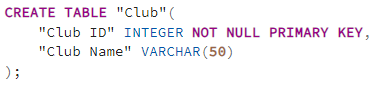 CREATE TABLE "Club"(
    "Club ID" INTEGER NOT NULL PRIMARY KEY,
    "Club Name" VARCHAR(50)
);